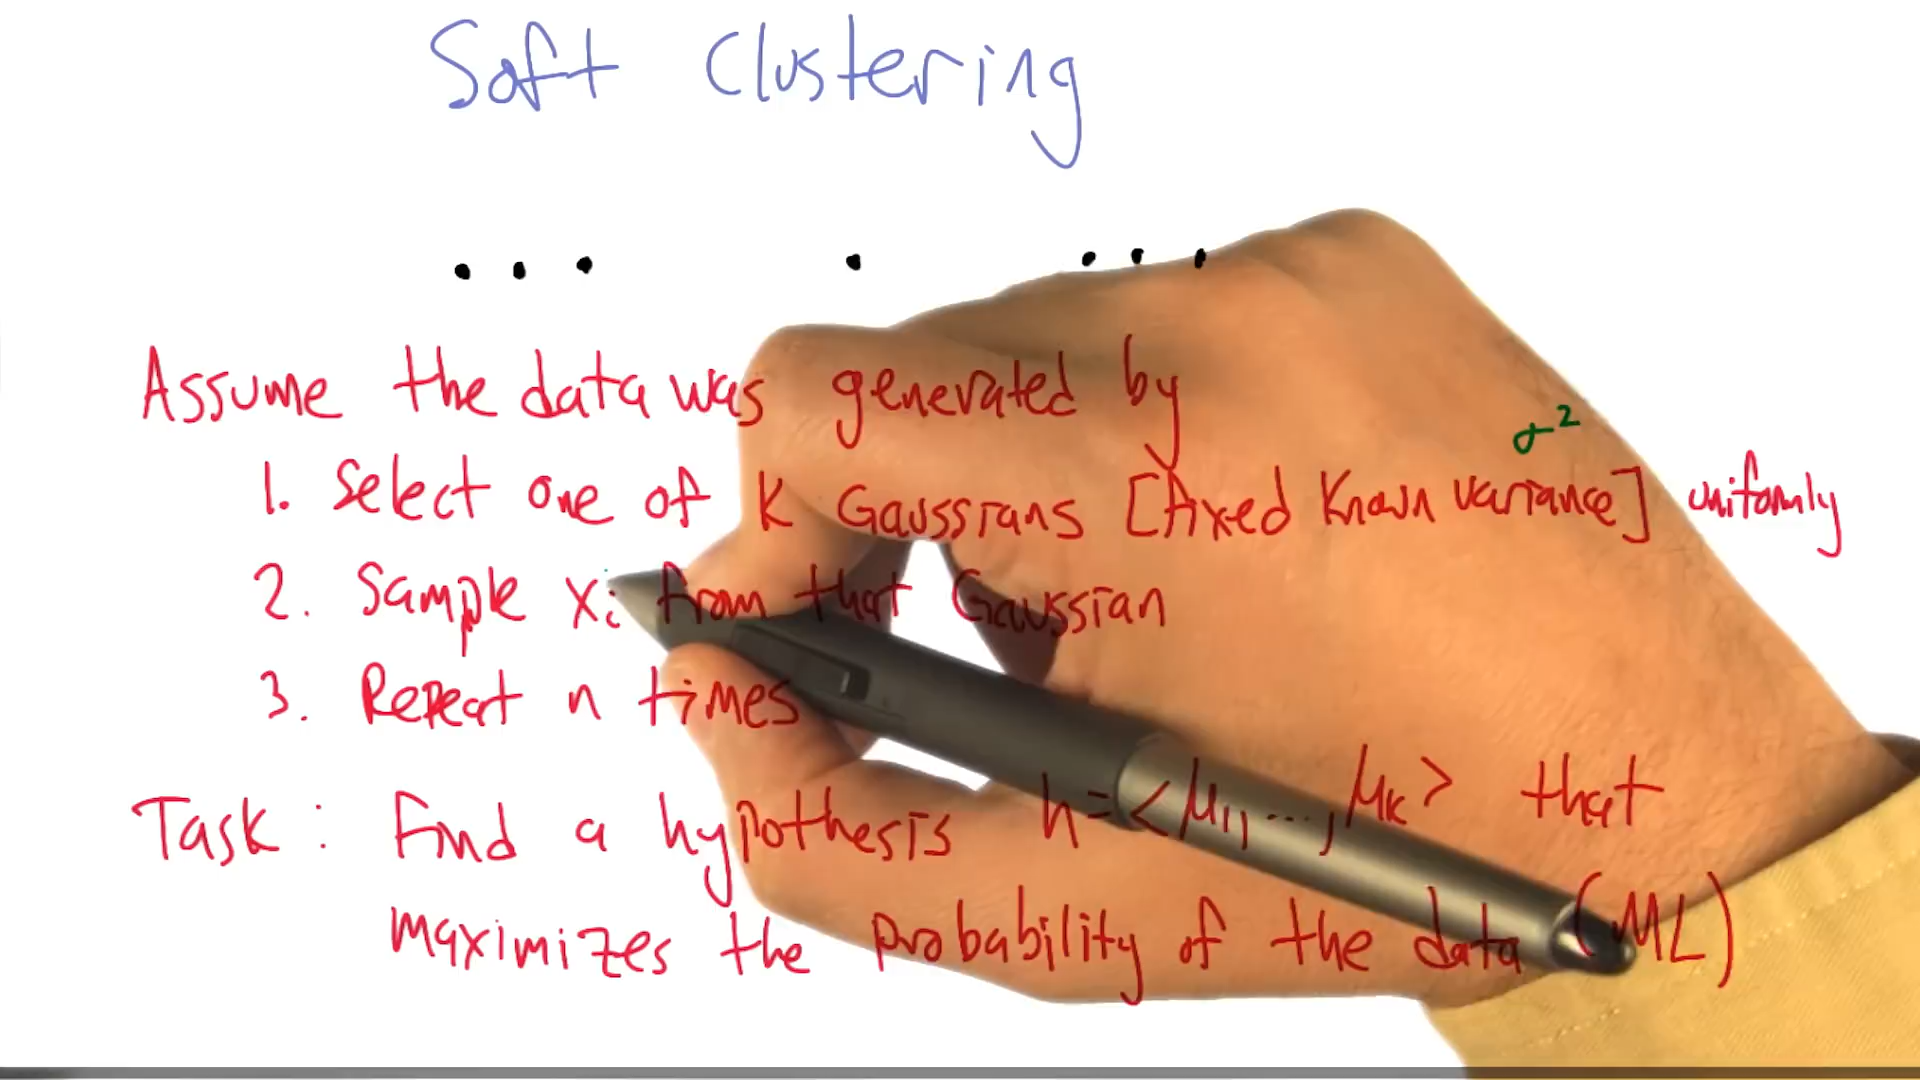 Soft Clustering
Assume the data was generated by
σ²
1. Select one of K Gaussians [fixed known variance] uniformly
2. Sample xᵢ from that Gaussian
3. Repeat n times
Task: Find a hypothesis h = <μ₁, ..., μₖ> that
maximizes the probability of the data (ML)